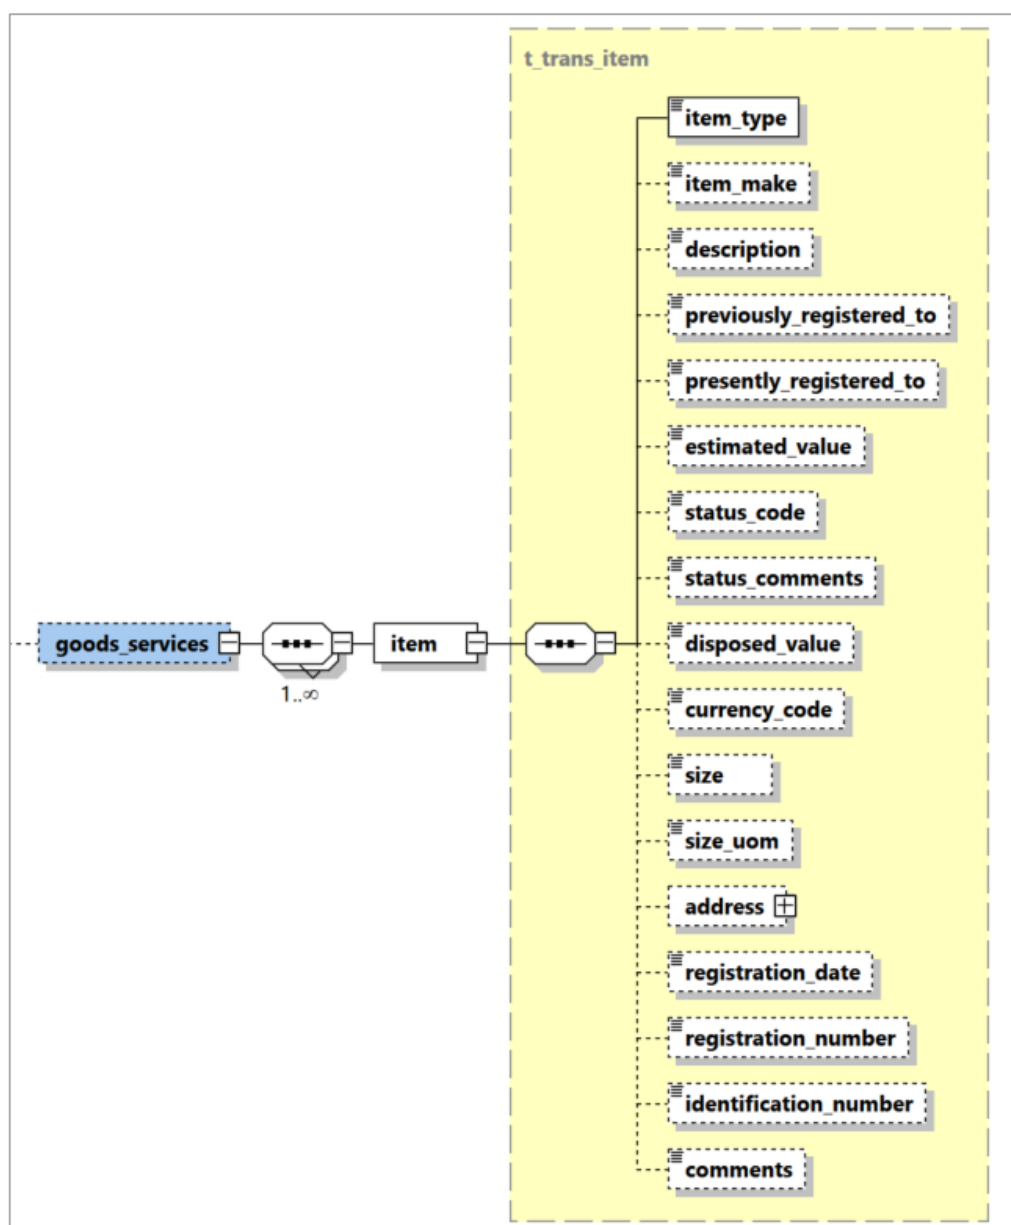 t_trans_item
item_type
item_make
description
previously_registered_to
presently_registered_to
estimated_value
status_code
status_comments
goods_services
item
disposed_value
1..∞
currency_code
size
size_uom
address
registration_date
registration_number
identification_number
comments